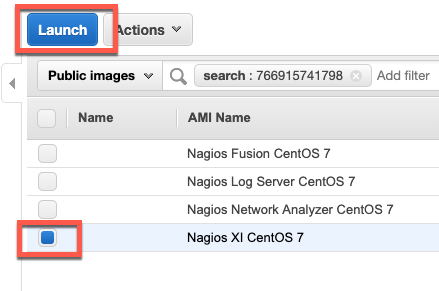 Launch Actions
Public images search : 766915741798 Add filter
Name AMI Name
Nagios Fusion CentOS 7
Nagios Log Server CentOS 7
Nagios Network Analyzer CentOS 7
Nagios XI CentOS 7